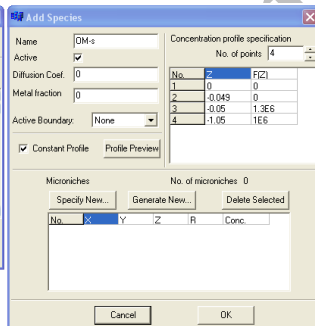 Add Species
Name OM-s
Active
Diffusion Coef. 0
Metal fraction 0
Active Boundary: None
Constant Profile Profile Preview
Concentration profile specification
No. of points 4
No. Z F(Z)
1 0 0
2 -0.049 0
3 -0.05 1.3E6
4 -1.05 1E6
Microniches No. of microniches 0
Specify New... Generate New... Delete Selected
No. X Y Z R Conc.
Cancel OK